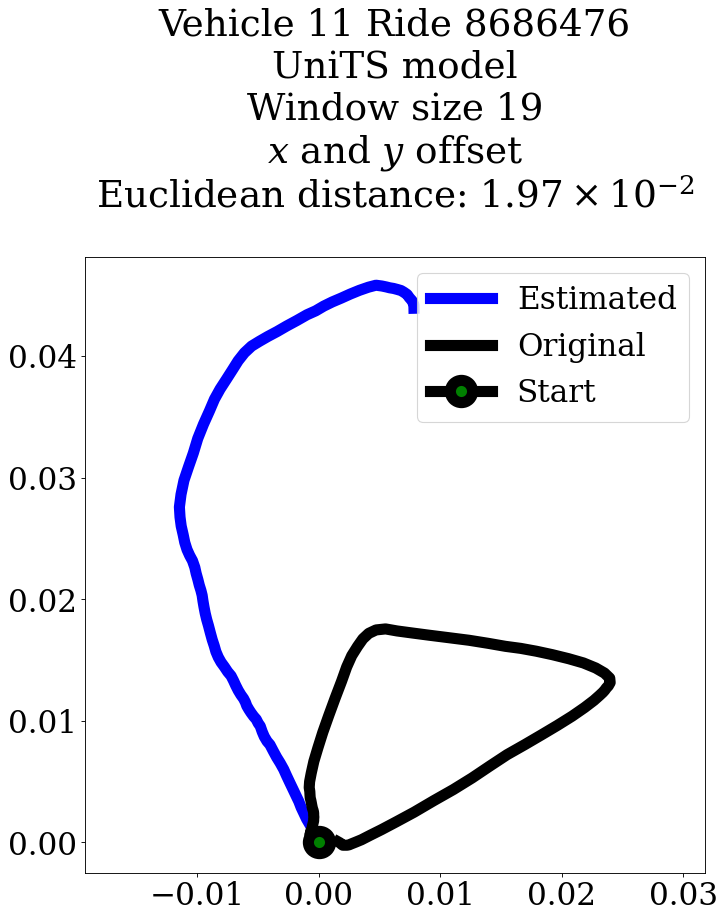 Vehicle 11 Ride 8686476
UniTS model
Window size 19
x and y offset
Euclidean distance: 1.97 × 10⁻²
Estimated
Original
Start
0.04
0.03
0.02
0.01
0.00
−0.01 0.00 0.01 0.02 0.03